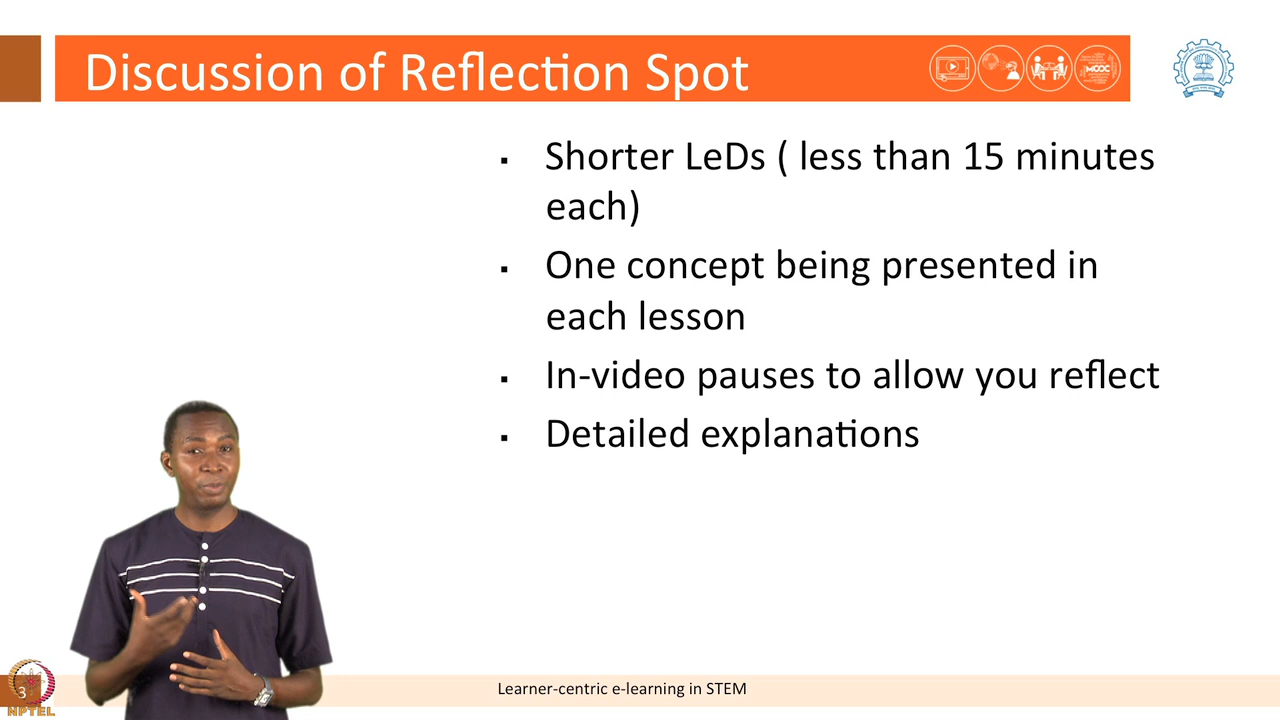 Discussion of Reflection Spot
MOOC
▪ Shorter LeDs ( less than 15 minutes
each)
▪ One concept being presented in
each lesson
▪ In-video pauses to allow you reflect
▪ Detailed explanations
3
NPTEL
Learner-centric e-learning in STEM